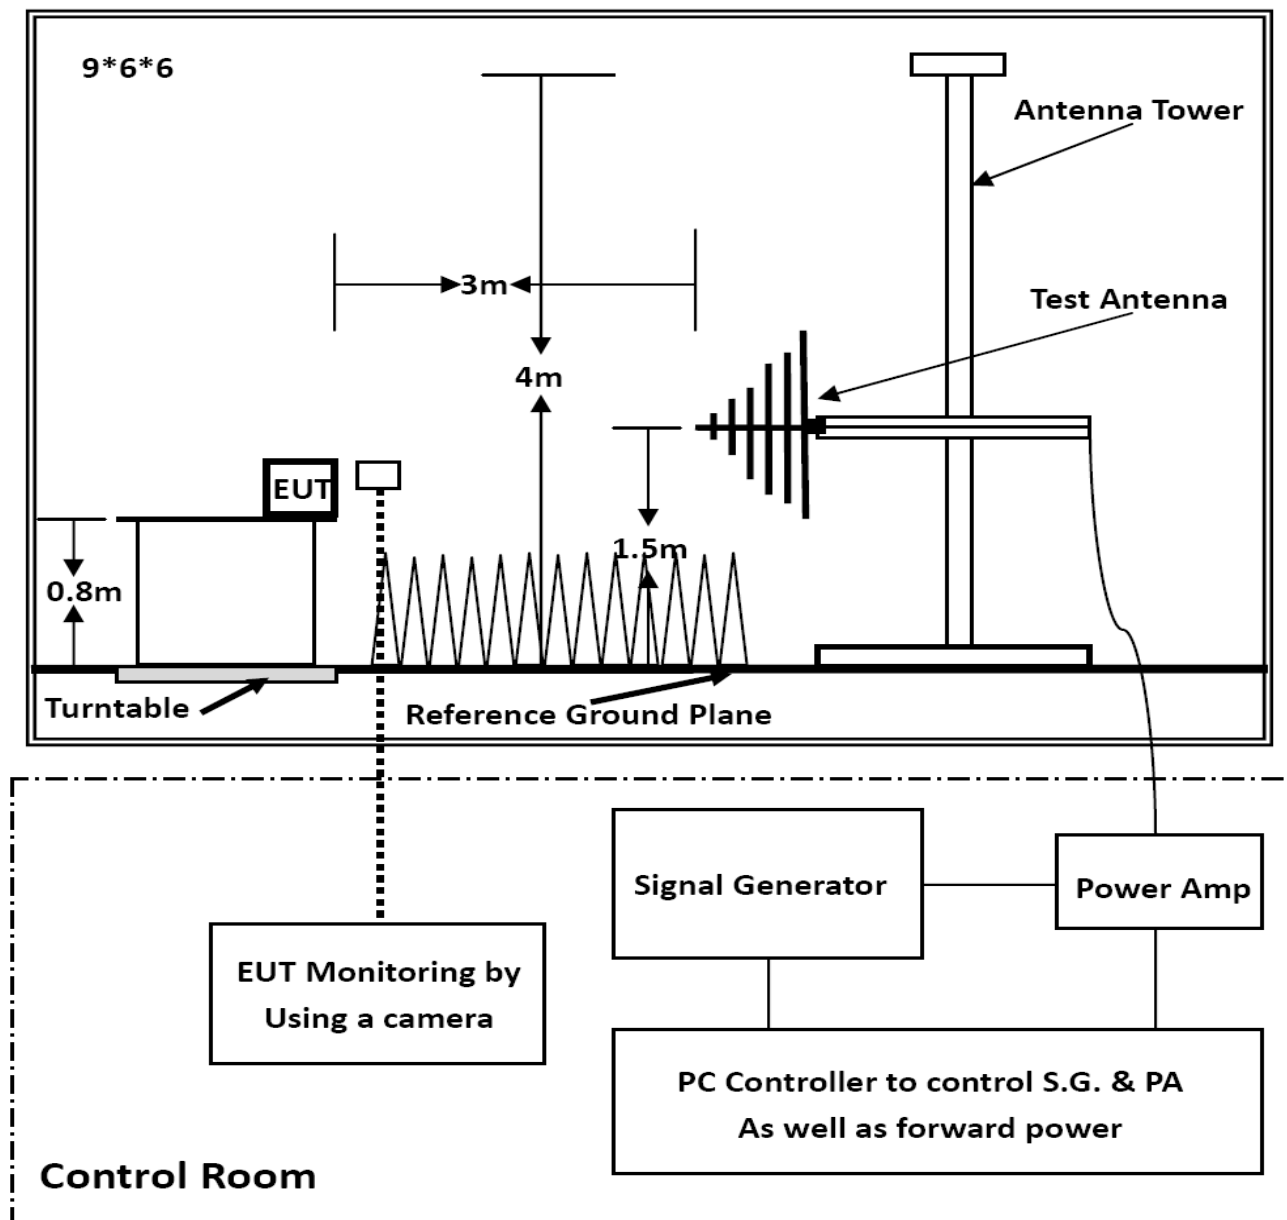 9*6*6
Antenna Tower
3m
Test Antenna
4m
EUT
1.5m
0.8m
Turntable
Reference Ground Plane
Signal Generator
Power Amp
EUT Monitoring by
Using a camera
PC Controller to control S.G. & PA
As well as forward power
Control Room